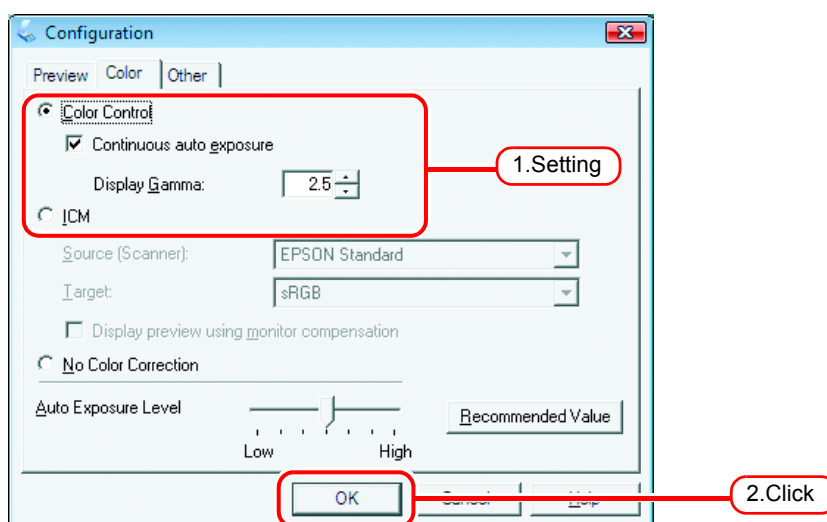 Configuration
Preview Color Other
Color Control
Continuous auto exposure
1.Setting
Display Gamma: 2.5
ICM
Source (Scanner): EPSON Standard
Target: sRGB
Display preview using monitor compensation
No Color Correction
Auto Exposure Level
Recommended Value
Low High
OK Cancel Help
2.Click